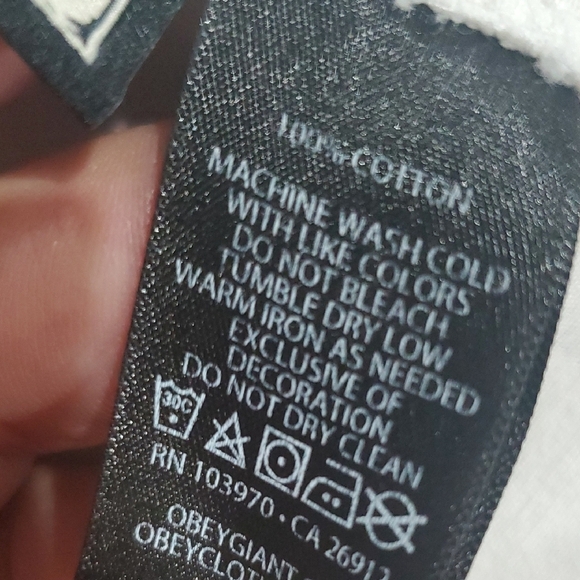 100% COTTON
MACHINE WASH COLD
WITH LIKE COLORS
DO NOT BLEACH
TUMBLE DRY LOW
WARM IRON AS NEEDED
EXCLUSIVE OF
DECORATION
DO NOT DRY CLEAN
30C
RN 103970 • CA 26912
OBEYGIANT